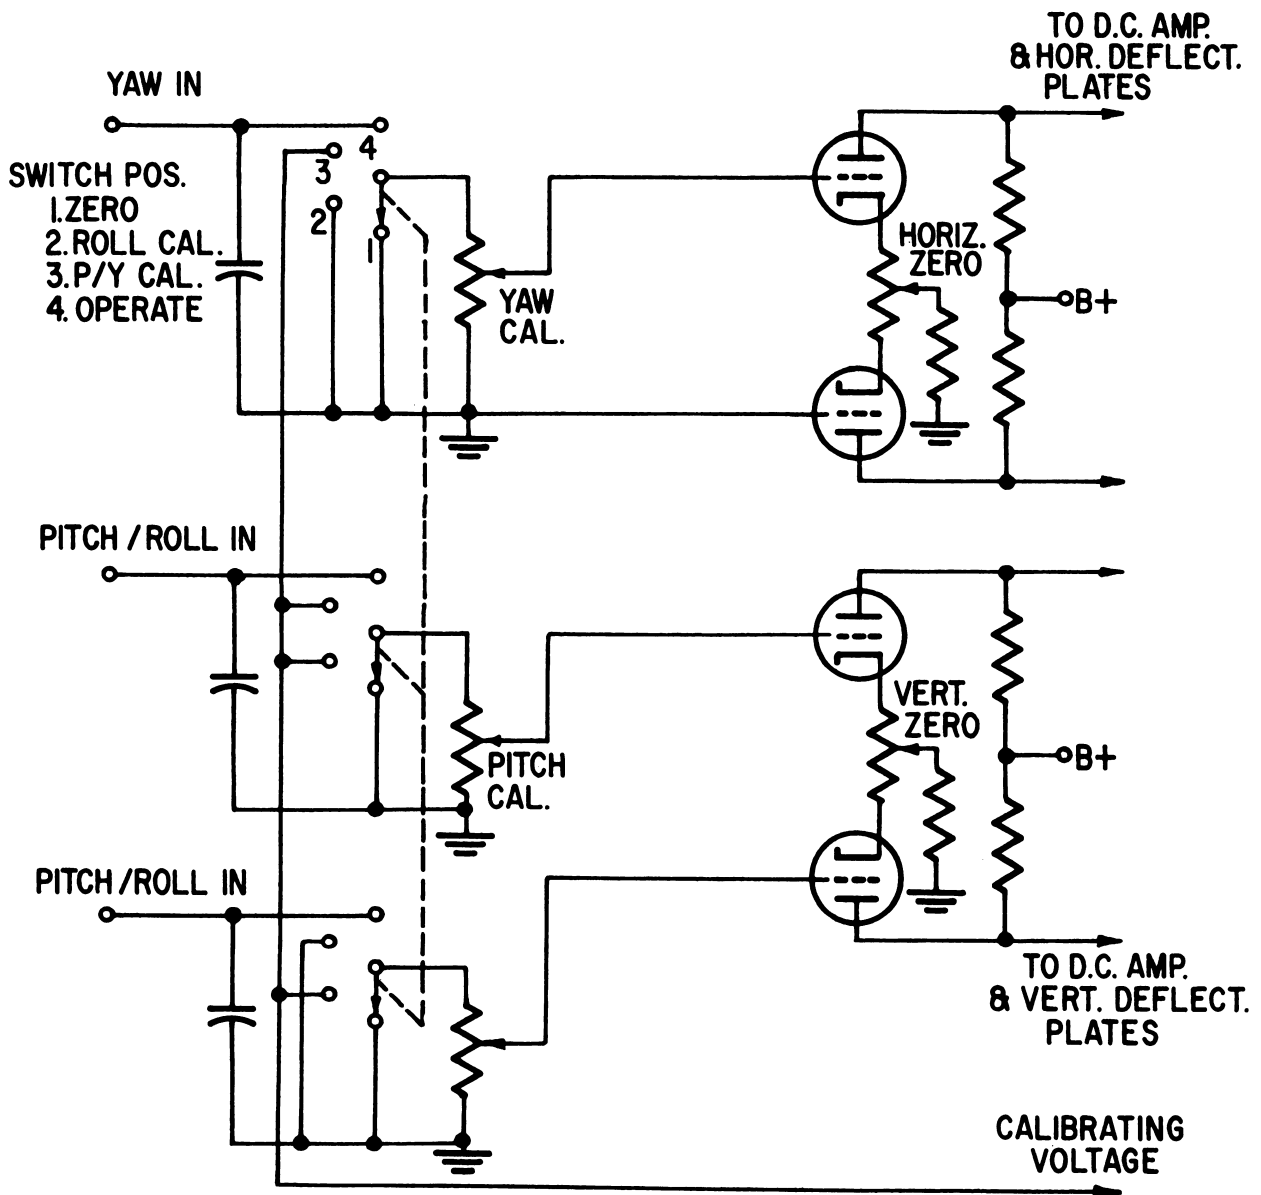 TO D.C. AMP.
& HOR. DEFLECT.
PLATES
YAW IN
4
3
SWITCH POS.
1. ZERO
2. ROLL CAL.
3. P/Y CAL.
4. OPERATE
2
1
HORIZ.
ZERO
YAW
CAL.
B+
PITCH / ROLL IN
VERT.
ZERO
B+
PITCH
CAL.
PITCH / ROLL IN
TO D.C. AMP.
& VERT. DEFLECT.
PLATES
CALIBRATING
VOLTAGE